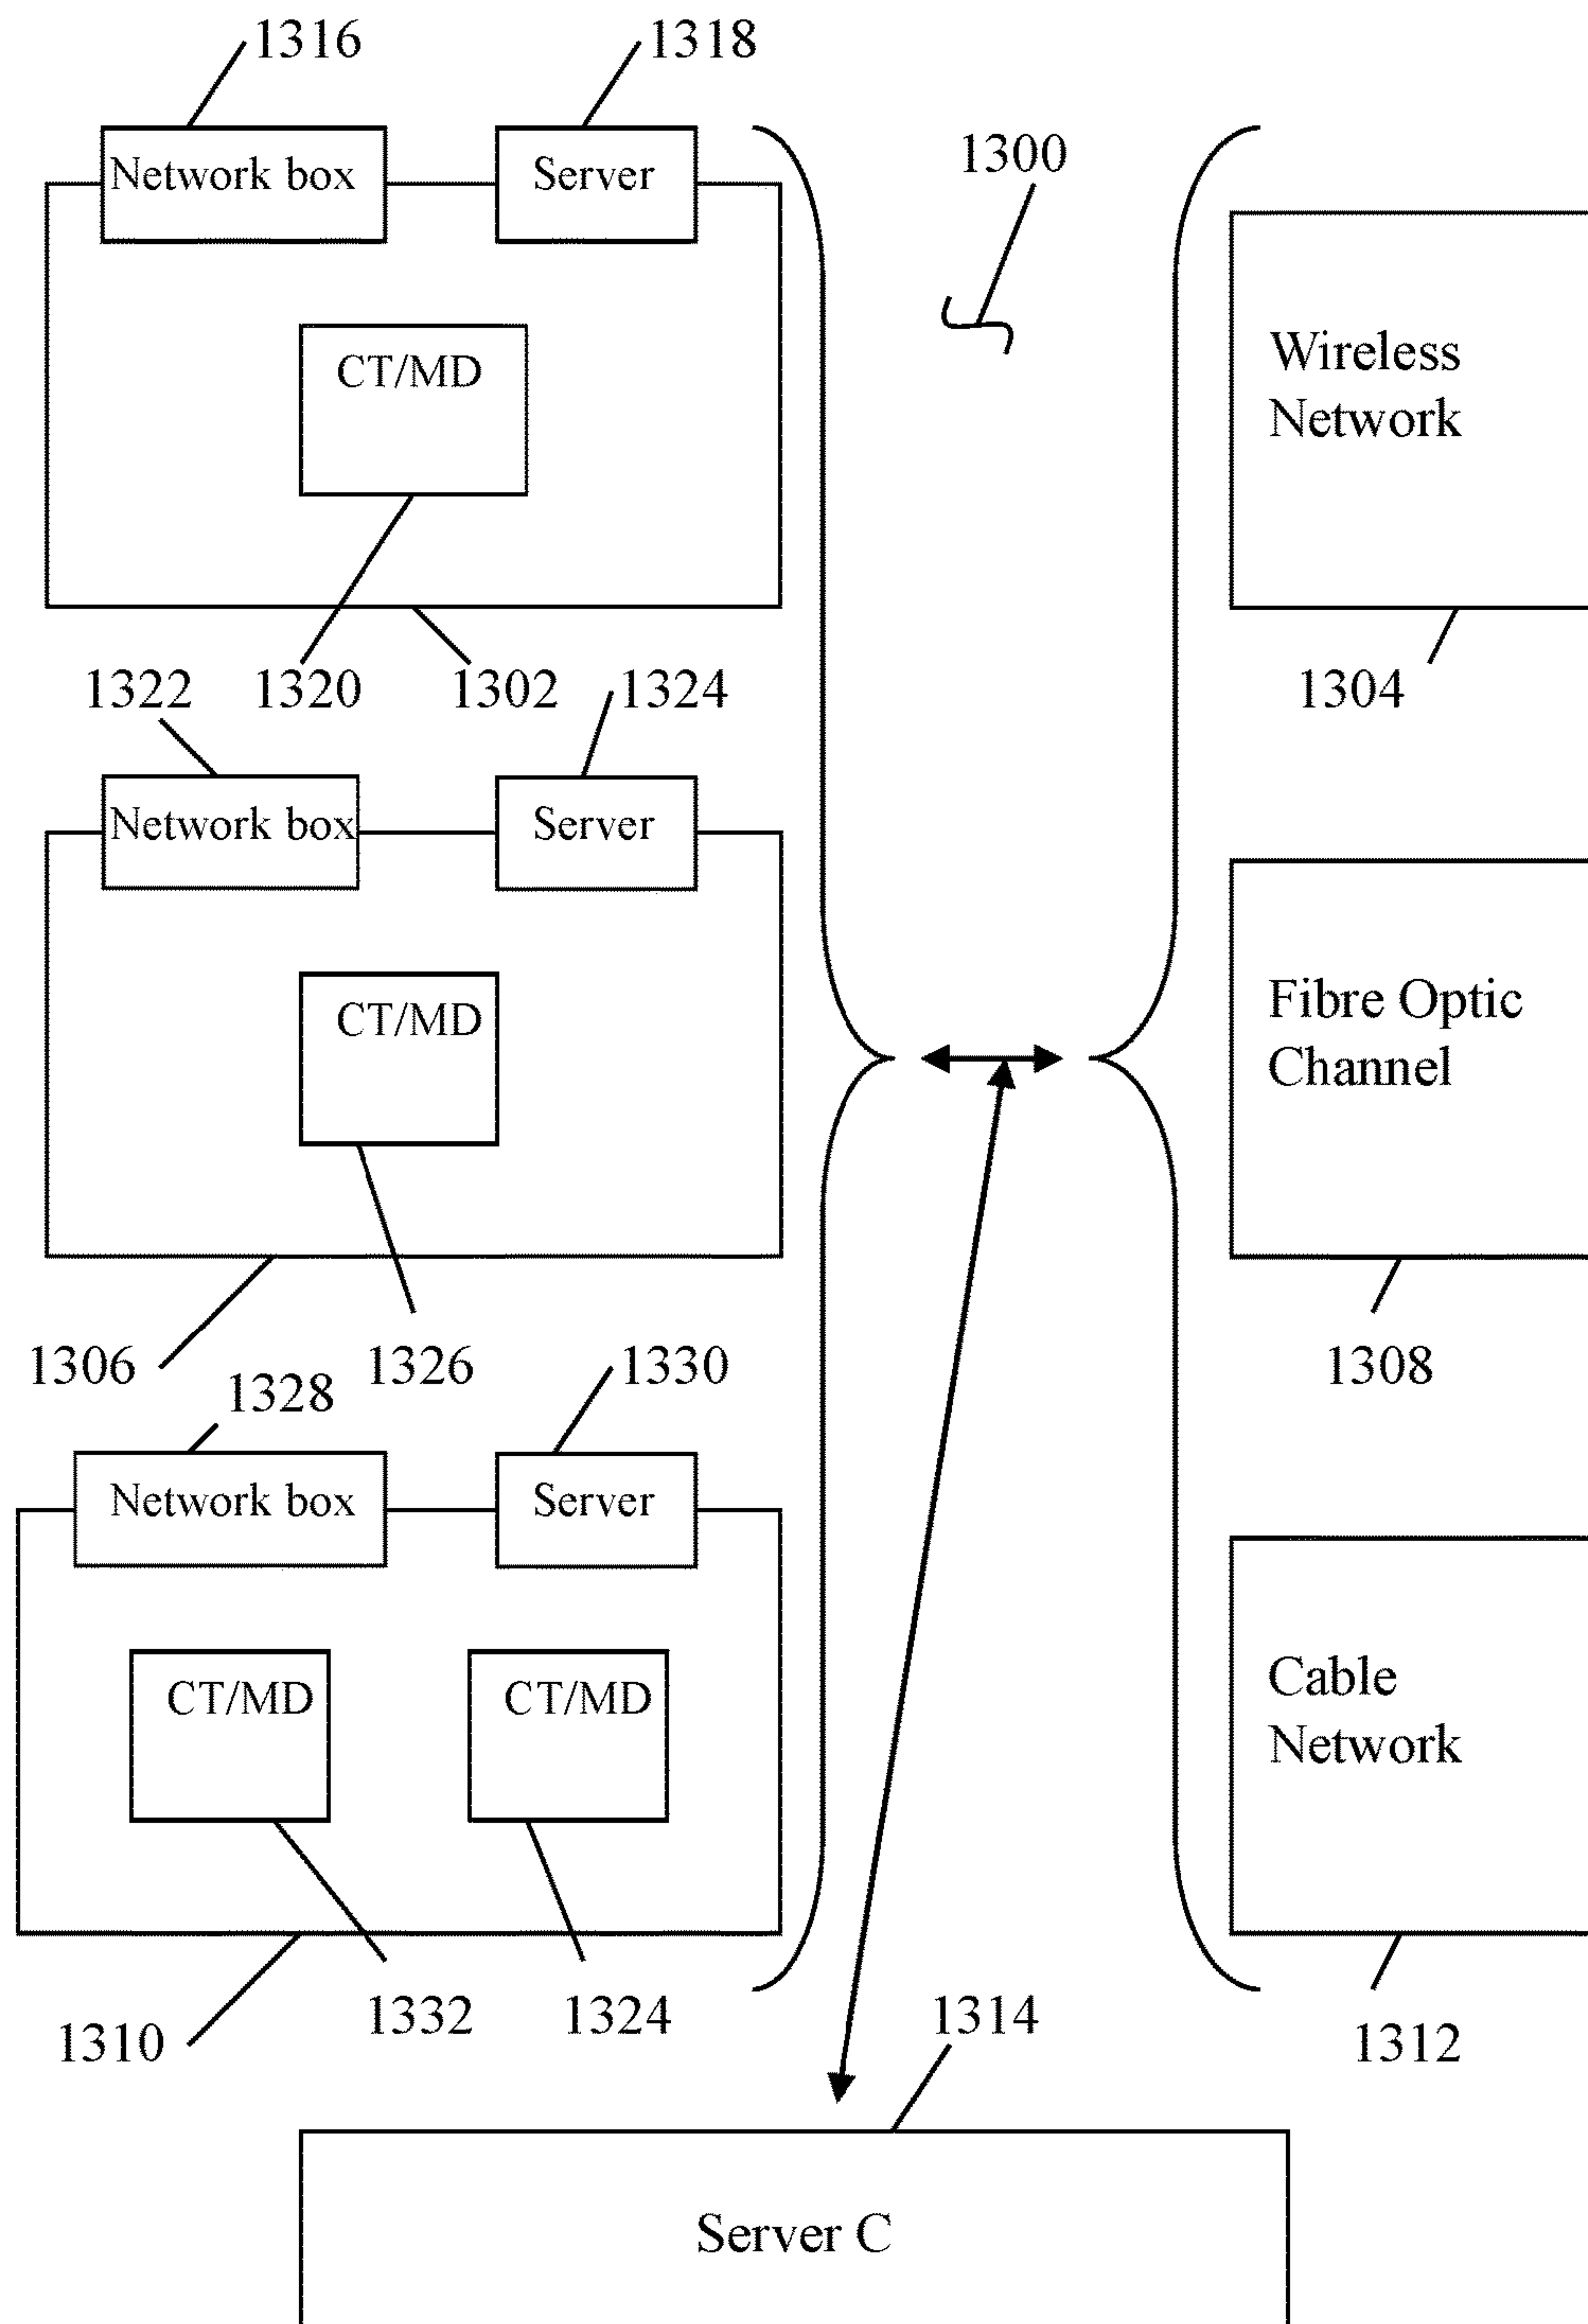 1316
1318
1300
Network box
Server
CT/MD
Wireless
Network
1322
1320
1302
1324
1304
Network box
Server
CT/MD
Fibre Optic
Channel
1306
1328
1326
1330
1308
Network box
Server
CT/MD
CT/MD
Cable
Network
1310
1332
1324
1314
1312
Server C